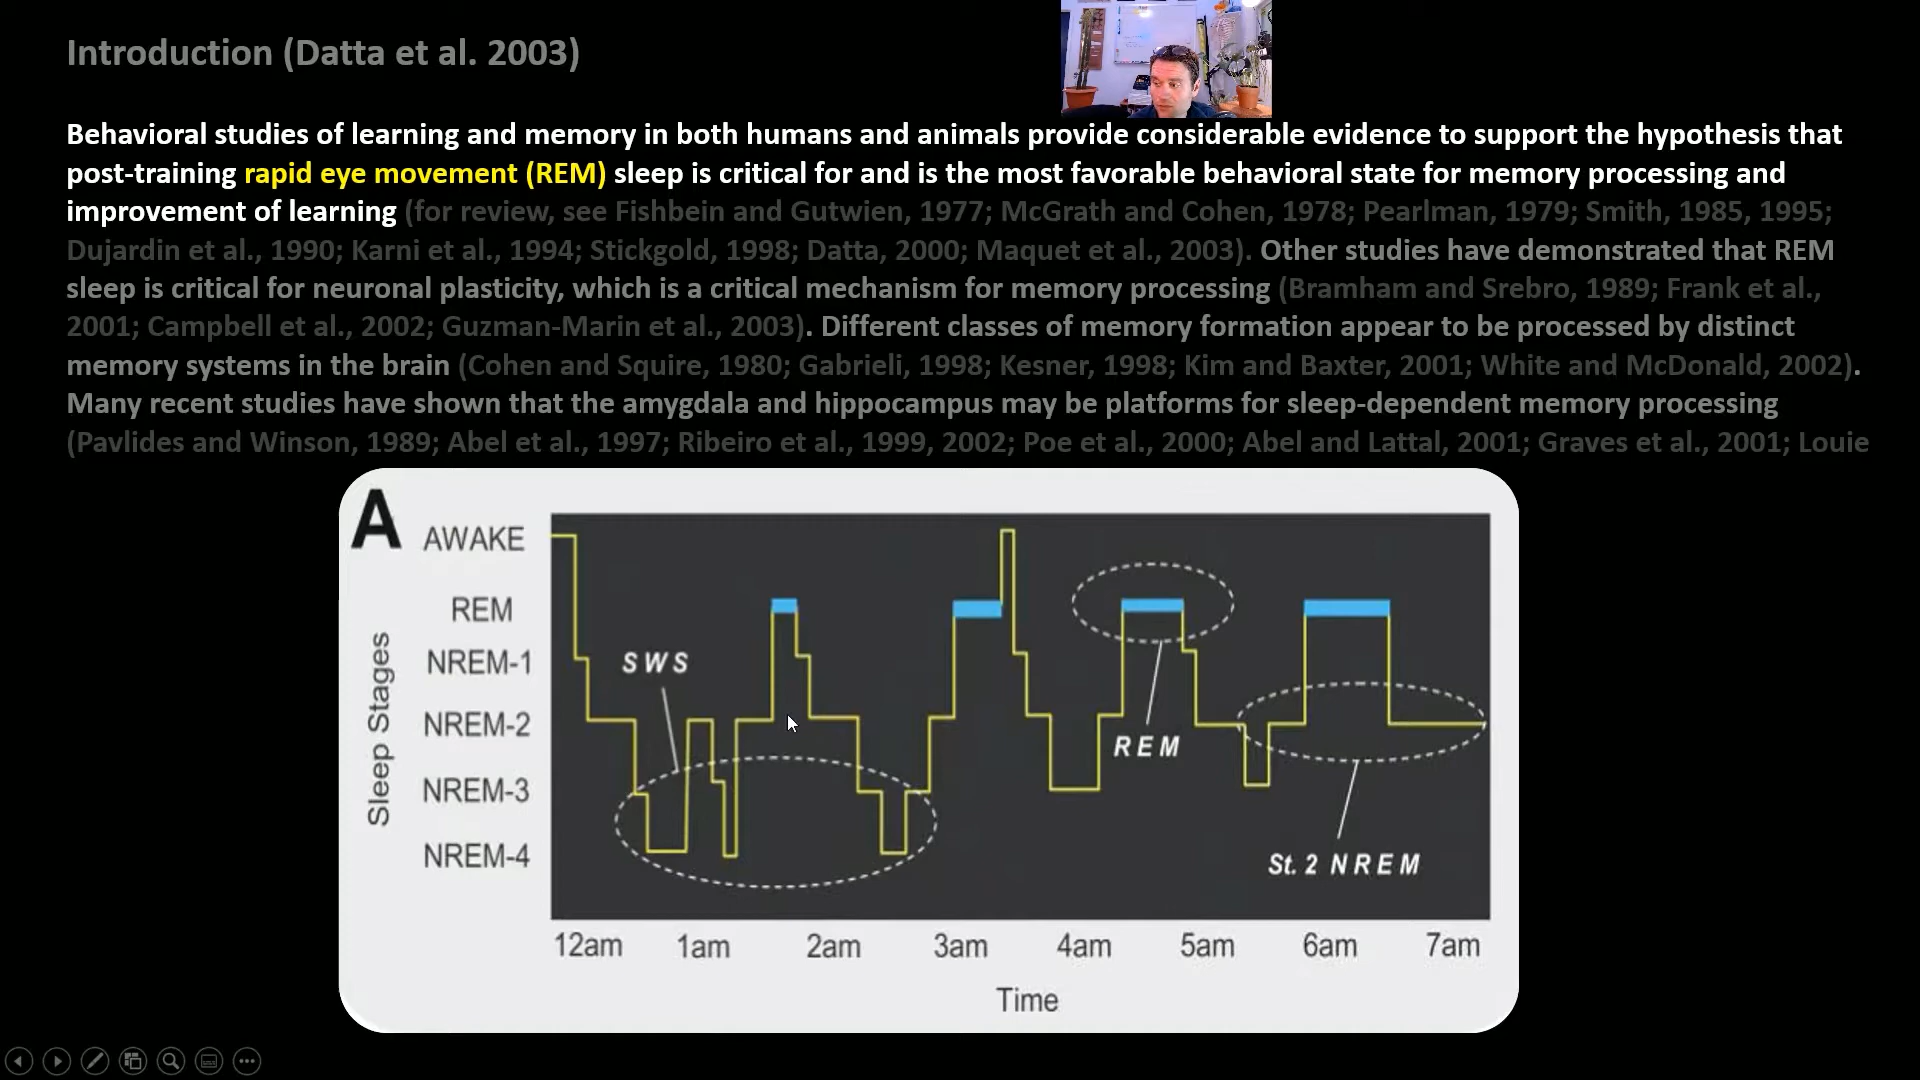 Introduction (Datta et al. 2003)
Behavioral studies of learning and memory in both humans and animals provide considerable evidence to support the hypothesis that
post-training rapid eye movement (REM) sleep is critical for and is the most favorable behavioral state for memory processing and
improvement of learning (for review, see Fishbein and Gutwien, 1977; McGrath and Cohen, 1978; Pearlman, 1979; Smith, 1985, 1995;
Dujardin et al., 1990; Karni et al., 1994; Stickgold, 1998; Datta, 2000; Maquet et al., 2003). Other studies have demonstrated that REM
sleep is critical for neuronal plasticity, which is a critical mechanism for memory processing (Bramham and Srebro, 1989; Frank et al.,
2001; Campbell et al., 2002; Guzman-Marin et al., 2003). Different classes of memory formation appear to be processed by distinct
memory systems in the brain (Cohen and Squire, 1980; Gabrieli, 1998; Kesner, 1998; Kim and Baxter, 2001; White and McDonald, 2002).
Many recent studies have shown that the amygdala and hippocampus may be platforms for sleep-dependent memory processing
(Pavlides and Winson, 1989; Abel et al., 1997; Ribeiro et al., 1999, 2002; Poe et al., 2000; Abel and Lattal, 2001; Graves et al., 2001; Louie
A
Sleep Stages
AWAKE
REM
NREM-1
NREM-2
NREM-3
NREM-4
SWS
REM
St. 2 NREM
12am 1am 2am 3am 4am 5am 6am 7am
Time